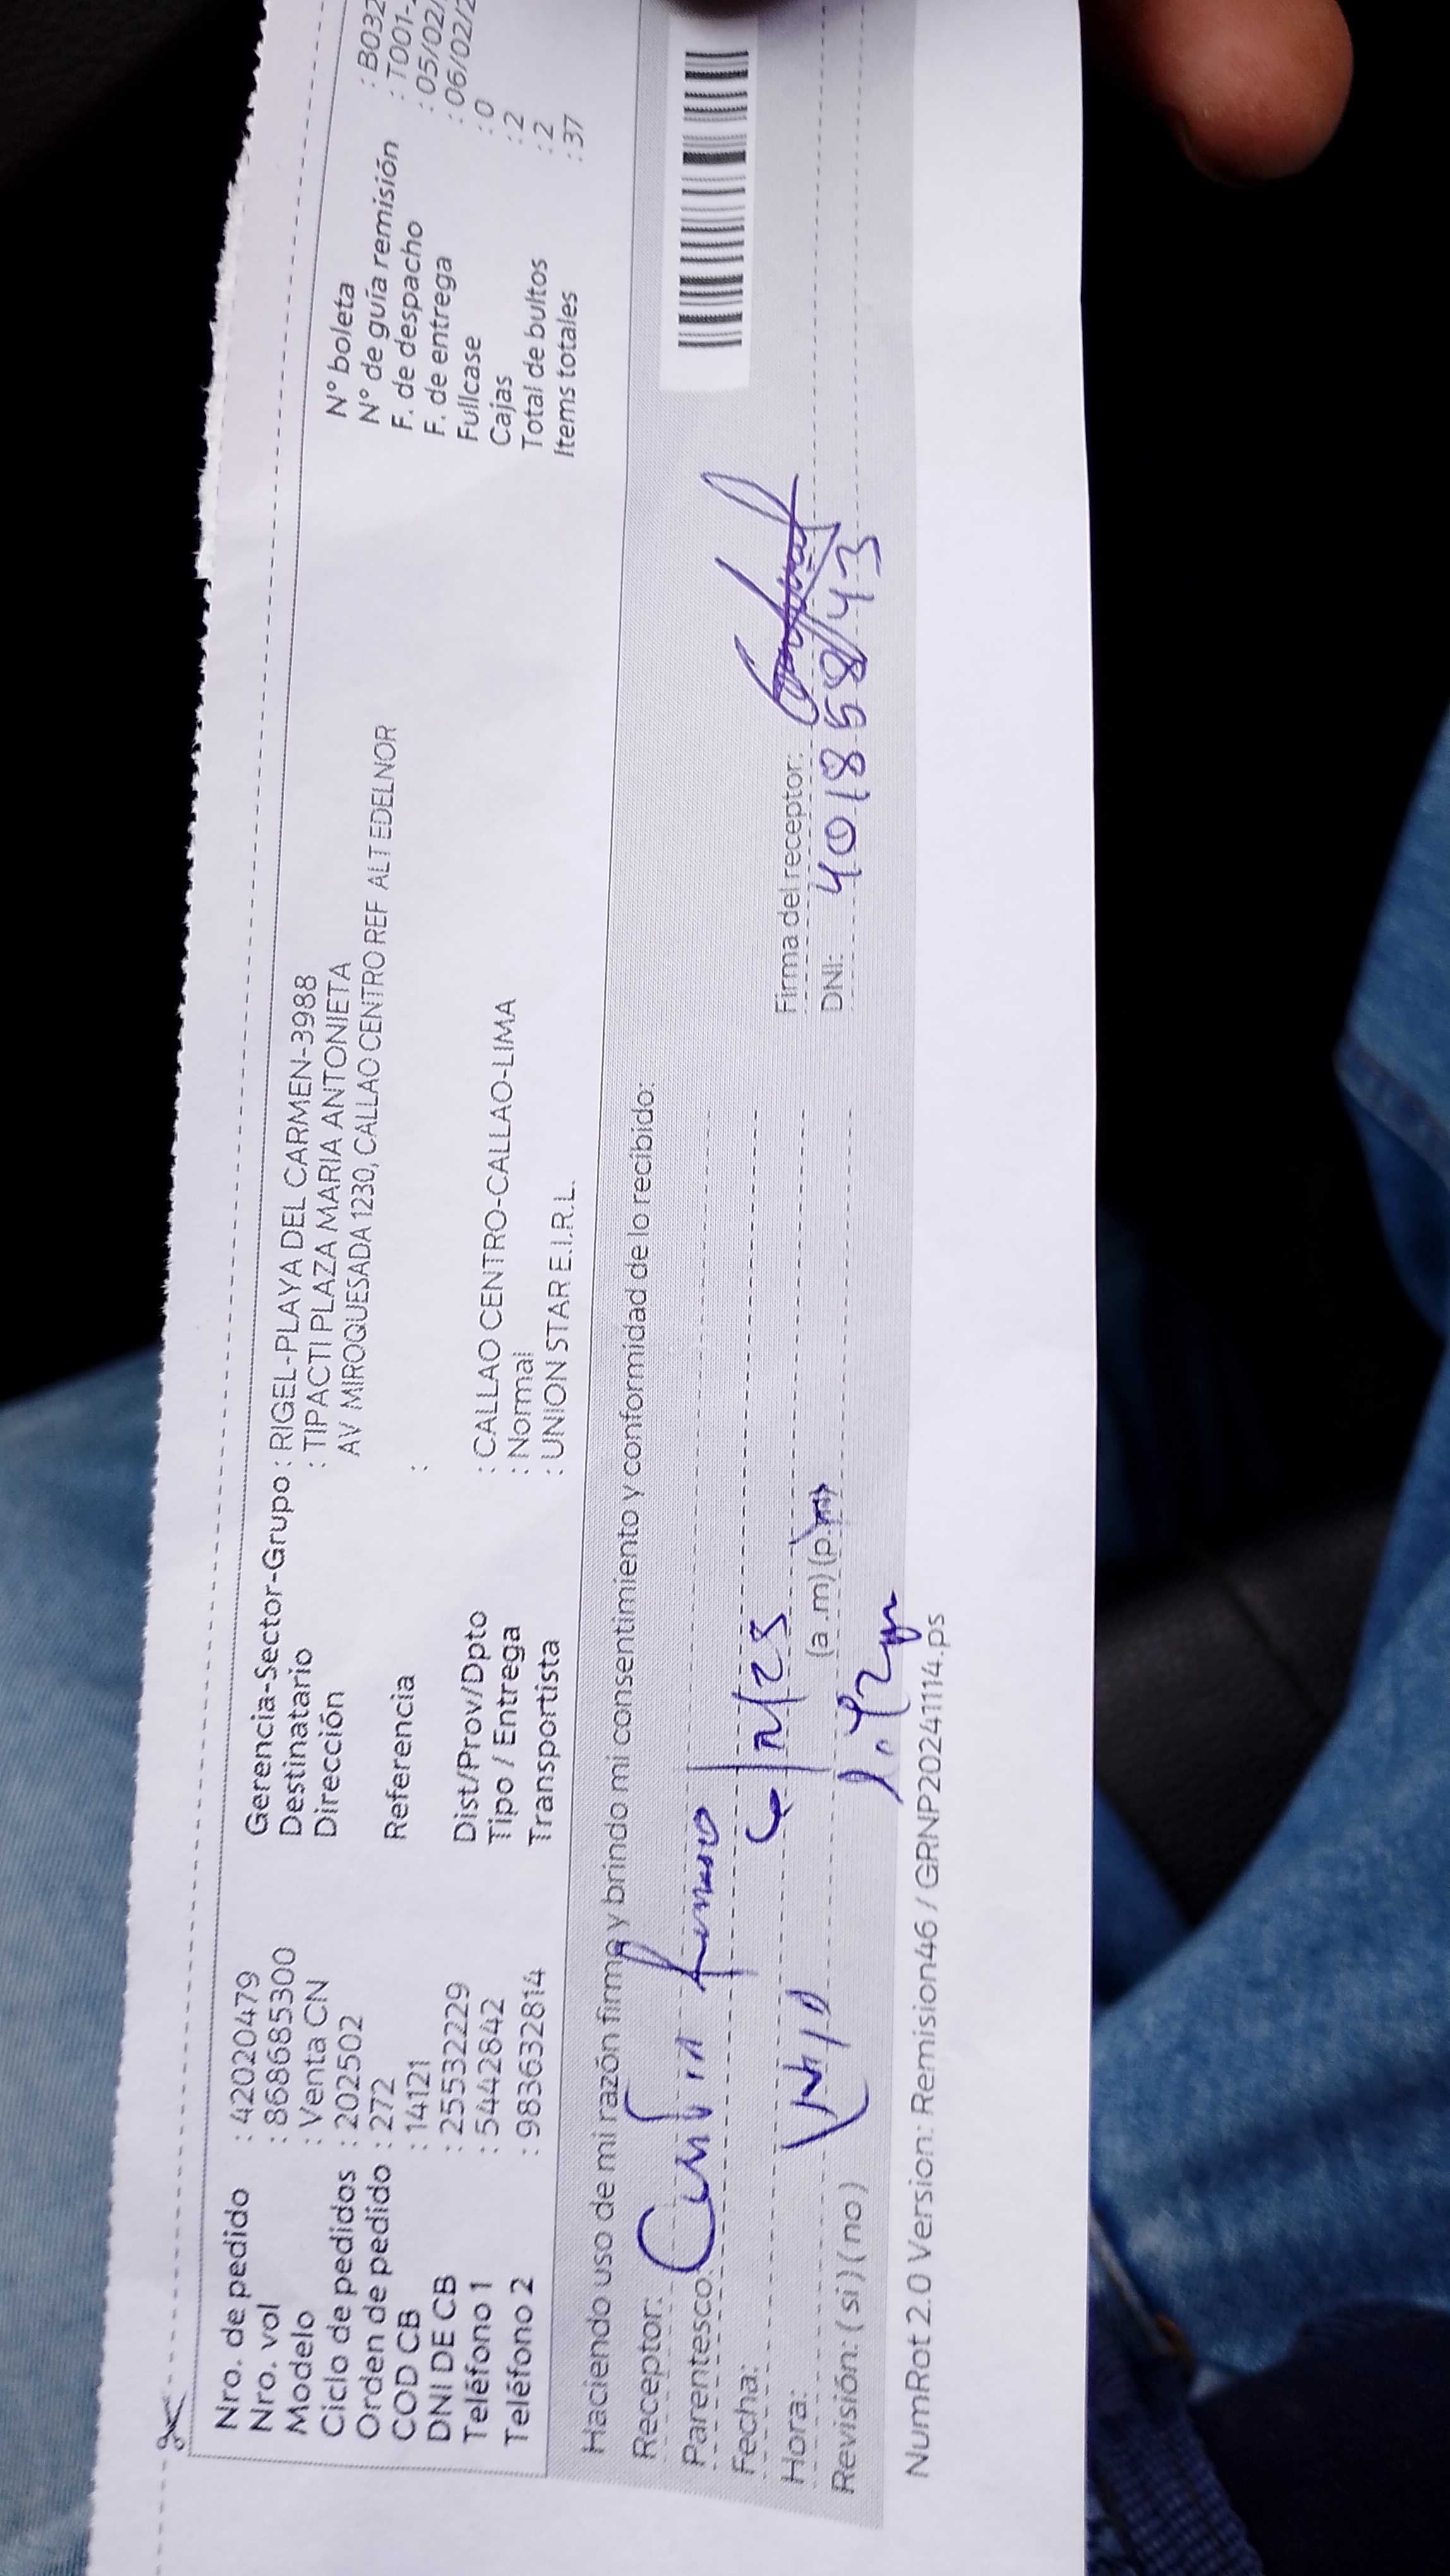 Nro. de pedido : 42020479
Nro. vol : 868685300
Modelo : Venta CN
Ciclo de pedidos : 202502
Orden de pedido : 272
COD CB : 14121
DNI DE CB : 25532229
Teléfono 1 : 5442842
Teléfono 2 : 983632814
Gerencia-Sector-Grupo : RIGEL-PLAYA DEL CARMEN-3988
Destinatario : TIPACTI PLAZA MARIA ANTONIETA
Dirección AV MIROQUESADA 1230, CALLAO CENTRO REF ALT EDELNOR
Referencia :
Dist/Prov/Dpto : CALLAO CENTRO-CALLAO-LIMA
Tipo / Entrega : Normal
Transportista : UNION STAR E.I.R.L.
N° boleta : B032
N° de guía remisión : T001-
F. de despacho : 05/02/
F. de entrega : 06/02/2
Fullcase : 0
Cajas : 2
Total de bultos : 2
Items totales : 37
Haciendo uso de mi razón firmo y brindo mi consentimiento y conformidad de lo recibido:
Receptor:
Parentesco:
Fecha:
Hora: (a .m) (p.m)
Revisión: ( si ) ( no )
Firma del receptor:
DNI: 40185843
NumRot 2.0 Version: Remision46 / GRNP20241114.ps